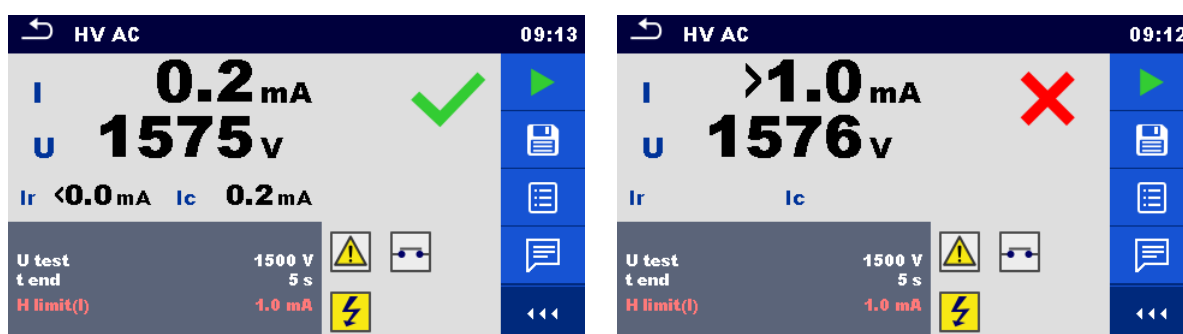 HV AC 09:13
I 0.2 mA
U 1575 V
Ir <0.0 mA Ic 0.2 mA
U test 1500 V
t end 5 s
H limit(I) 1.0 mA
HV AC 09:12
I >1.0 mA
U 1576 V
Ir Ic
U test 1500 V
t end 5 s
H limit(I) 1.0 mA